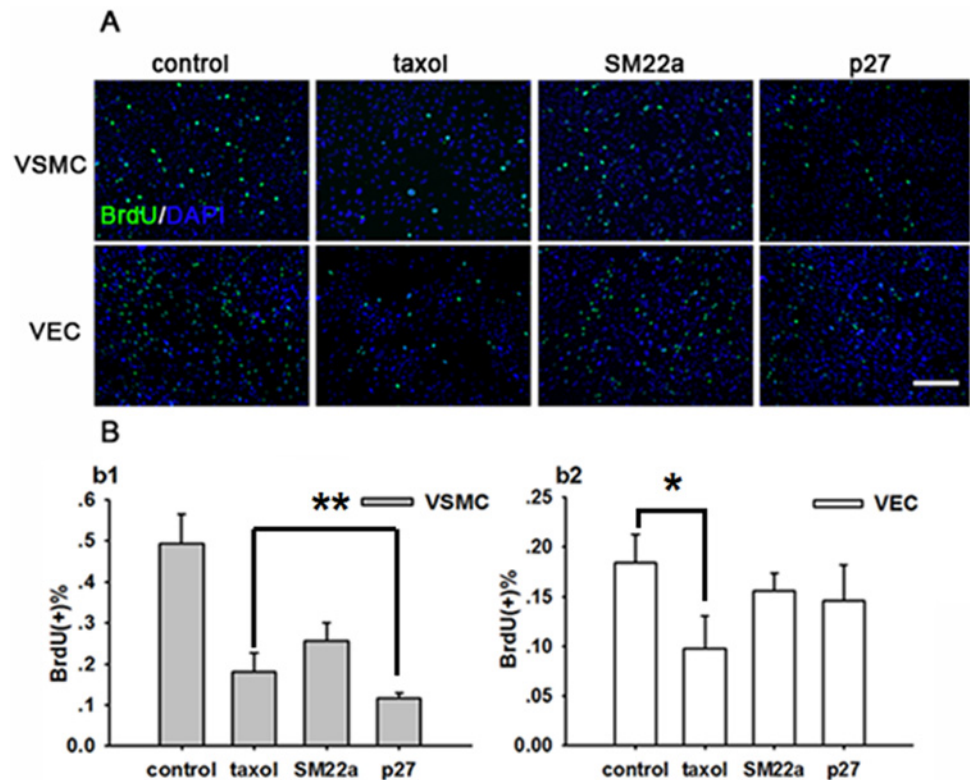 A
control taxol SM22a p27
VSMC
BrdU/DAPI
VEC
B
b1
** VSMC
BrdU(+)%
.6
.5
.4
.3
.2
.1
0.0
control taxol SM22a p27
b2
* VEC
BrdU(+)%
.25
.20
.15
.10
.05
.00
control taxol SM22a p27